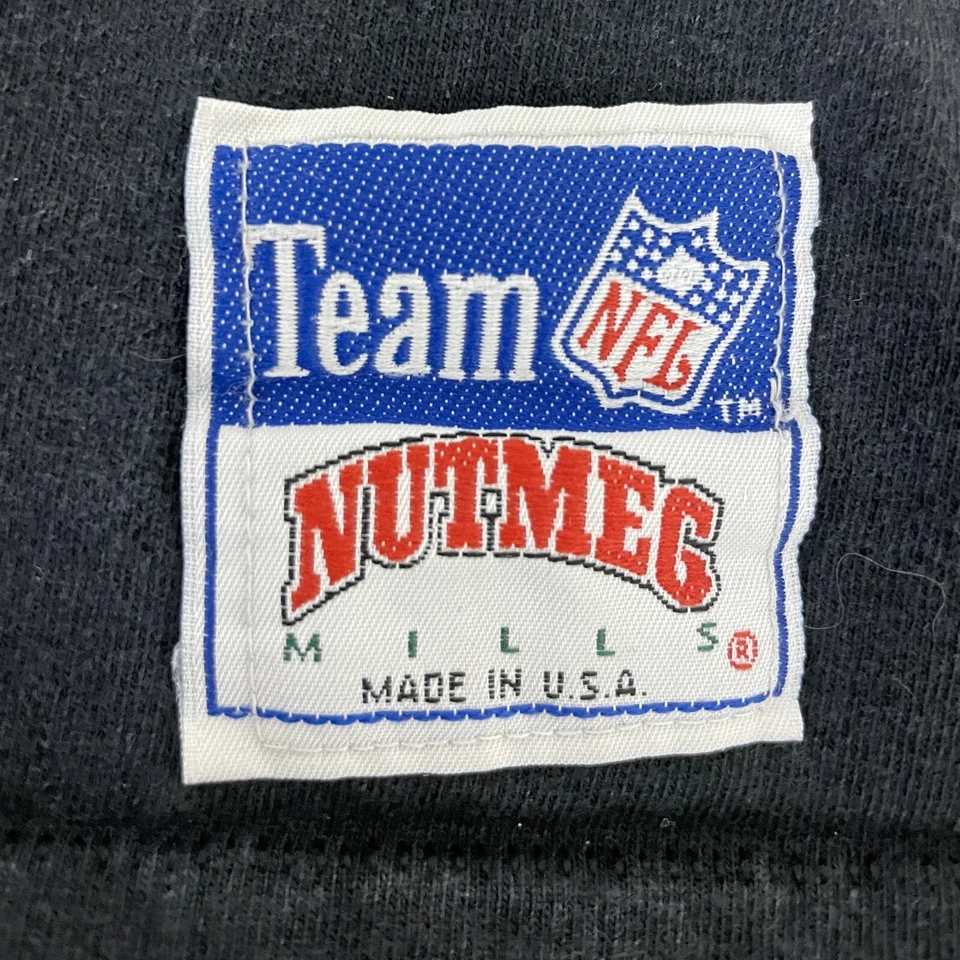 Team NFL ™
NUTMEG
MILLS ®
MADE IN U.S.A.